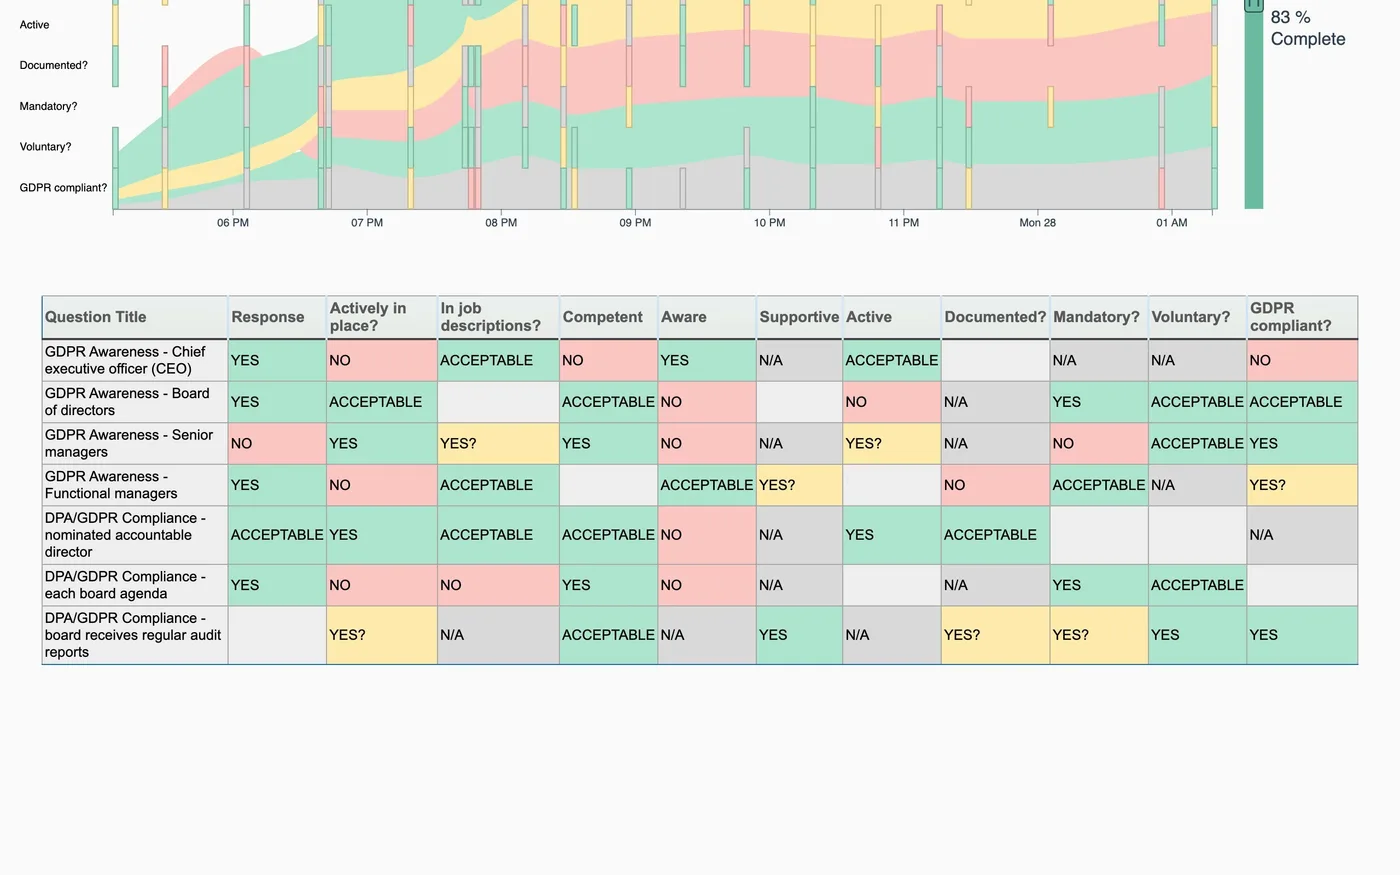 Active
83 %
Complete
Documented?
Mandatory?
Voluntary?
GDPR compliant?
06 PM 07 PM 08 PM 09 PM 10 PM 11 PM Mon 28 01 AM
Question Title Response Actively in place? In job descriptions? Competent Aware Supportive Active Documented? Mandatory? Voluntary? GDPR compliant?
GDPR Awareness - Chief executive officer (CEO) YES NO ACCEPTABLE NO YES N/A ACCEPTABLE N/A N/A NO
GDPR Awareness - Board of directors YES ACCEPTABLE ACCEPTABLE NO NO N/A YES ACCEPTABLE ACCEPTABLE
GDPR Awareness - Senior managers NO YES YES? YES NO N/A YES? N/A NO ACCEPTABLE YES
GDPR Awareness - Functional managers YES NO ACCEPTABLE ACCEPTABLE YES? NO ACCEPTABLE N/A YES?
DPA/GDPR Compliance - nominated accountable director ACCEPTABLE YES ACCEPTABLE ACCEPTABLE NO N/A YES ACCEPTABLE N/A
DPA/GDPR Compliance - each board agenda YES NO NO YES NO N/A N/A YES ACCEPTABLE
DPA/GDPR Compliance - board receives regular audit reports YES? N/A ACCEPTABLE N/A YES N/A YES? YES? YES YES